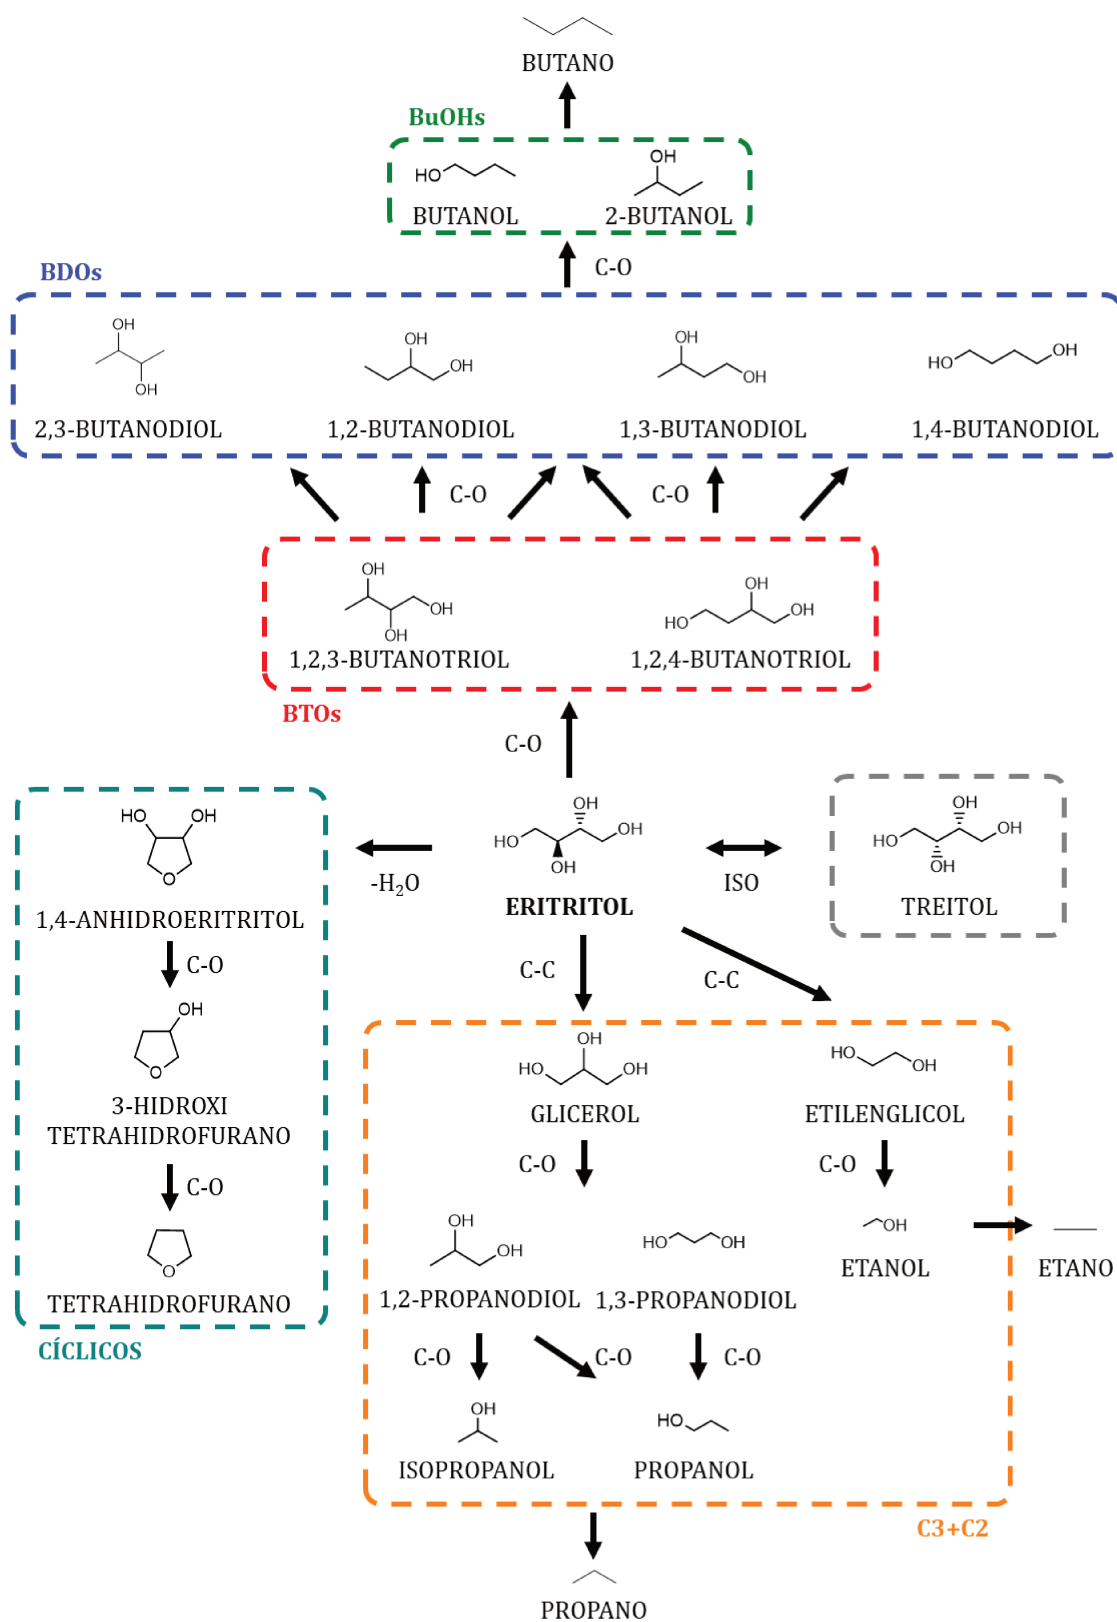 BUTANO
BuOHs
OH
HO
BUTANOL 2-BUTANOL
C-O
BDOs
OH
OH
OH
OH
OH
OH
HO
OH
2,3-BUTANODIOL 1,2-BUTANODIOL 1,3-BUTANODIOL 1,4-BUTANODIOL
C-O C-O
OH
OH
OH
OH
HO
OH
OH
1,2,3-BUTANOTRIOL 1,2,4-BUTANOTRIOL
BTOs
C-O
HO OH
O
1,4-ANHIDROERITRITOL
C-O
OH
O
3-HIDROXI
TETRAHIDROFURANO
C-O
O
TETRAHIDROFURANO
CÍCLICOS
-H₂O
OH
HO OH
OH
ERITRITOL
ISO
OH
HO OH
OH
TREITOL
C-C
C-C
OH
HO OH
GLICEROL
HO
OH
ETILENGLICOL
C-O
C-O
OH
OH
HO OH
OH
1,2-PROPANODIOL 1,3-PROPANODIOL
ETANOL
ETANO
C-O C-O C-O
OH
HO
ISOPROPANOL PROPANOL
C3+C2
PROPANO